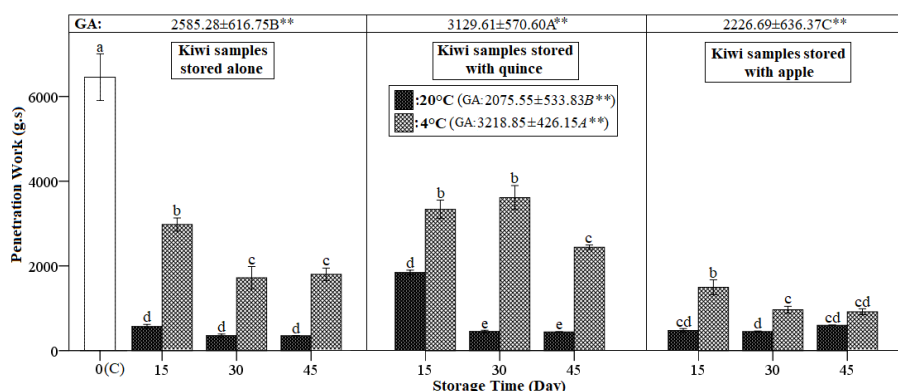 GA: 2585.28±616.75B** 3129.61±570.60A** 2226.69±636.37C**
a
Kiwi samples stored alone
Kiwi samples stored with quince
Kiwi samples stored with apple
:20°C (GA:2075.55±533.83B**)
:4°C (GA:3218.85±426.15A**)
Penetration Work (g.s)
6000
4000
2000
0
d b d c d c
d b e b e c
cd b d c cd cd
0(C) 15 30 45 15 30 45 15 30 45
Storage Time (Day)